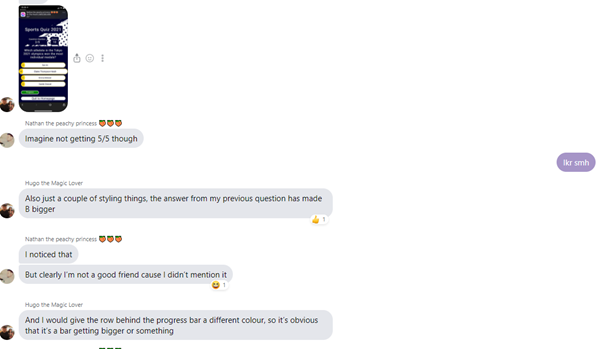 Sports Quiz 2021
Nathan the peachy princess 🍑🍑🍑
Imagine not getting 5/5 though
Ikr smh
Hugo the Magic Lover
Also just a couple of styling things, the answer from my previous question has made
B bigger
👍 1
Nathan the peachy princess 🍑🍑🍑
I noticed that
But clearly I'm not a good friend cause I didn't mention it
😂 1
Hugo the Magic Lover
And I would give the row behind the progress bar a different colour, so it's obvious
that it's a bar getting bigger or something